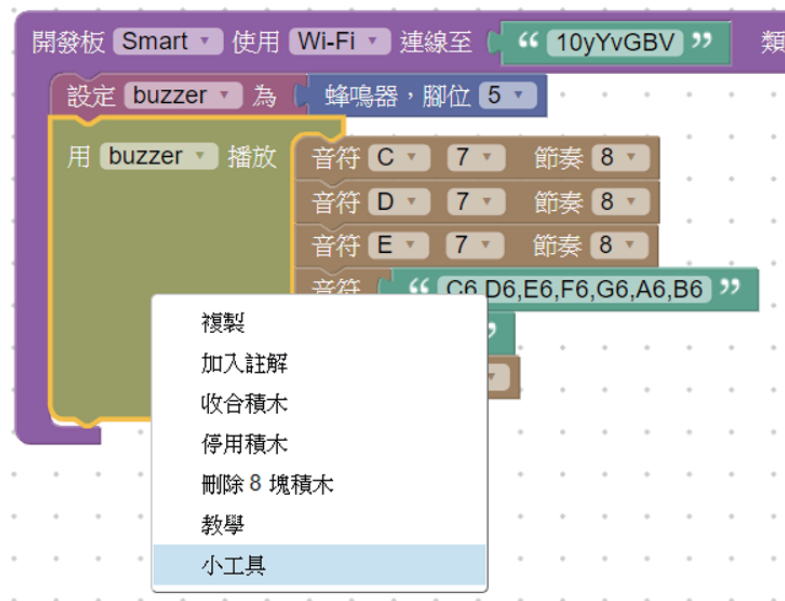 開發板 Smart 使用 Wi-Fi 連線至 “ 10yYvGBV ” 類
設定 buzzer 為 蜂鳴器，腳位 5
用 buzzer 播放 音符 C 7 節奏 8
音符 D 7 節奏 8
音符 E 7 節奏 8
音符 “ C6,D6,E6,F6,G6,A6,B6 ”
”
複製
加入註解
收合積木
停用積木
刪除 8 塊積木
教學
小工具